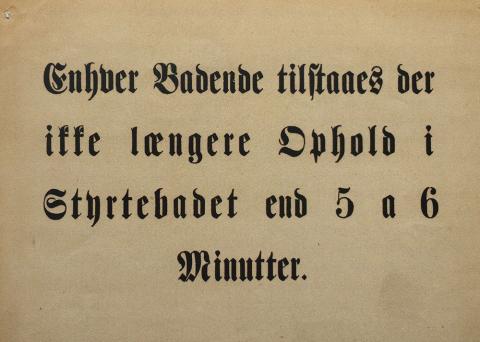 Enhver Badende tilstaaes der
ikke længere Ophold i
Styrtebadet end 5 a 6
Minutter.